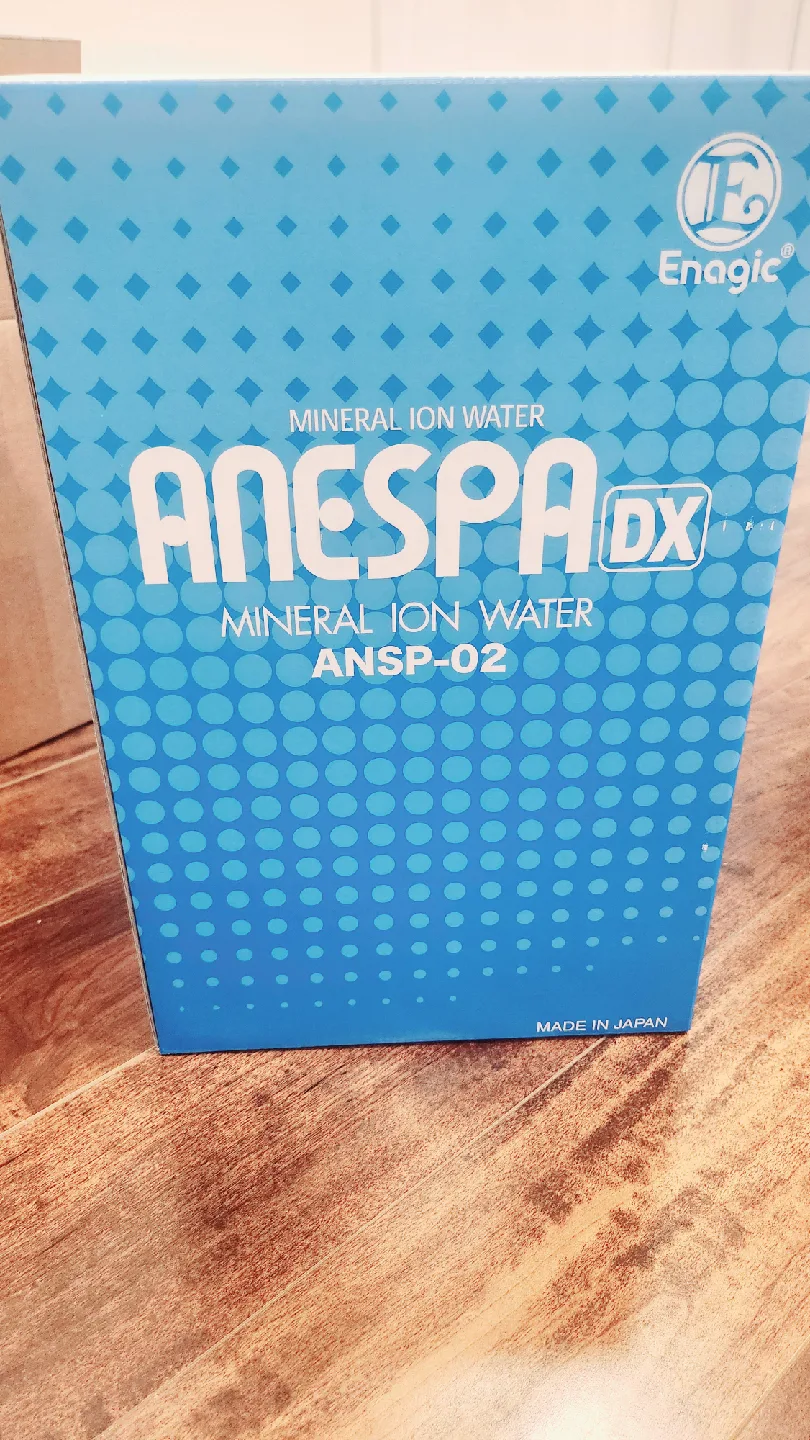 E
Enagic®
MINERAL ION WATER
ANESPA DX
MINERAL ION WATER
ANSP-02
MADE IN JAPAN